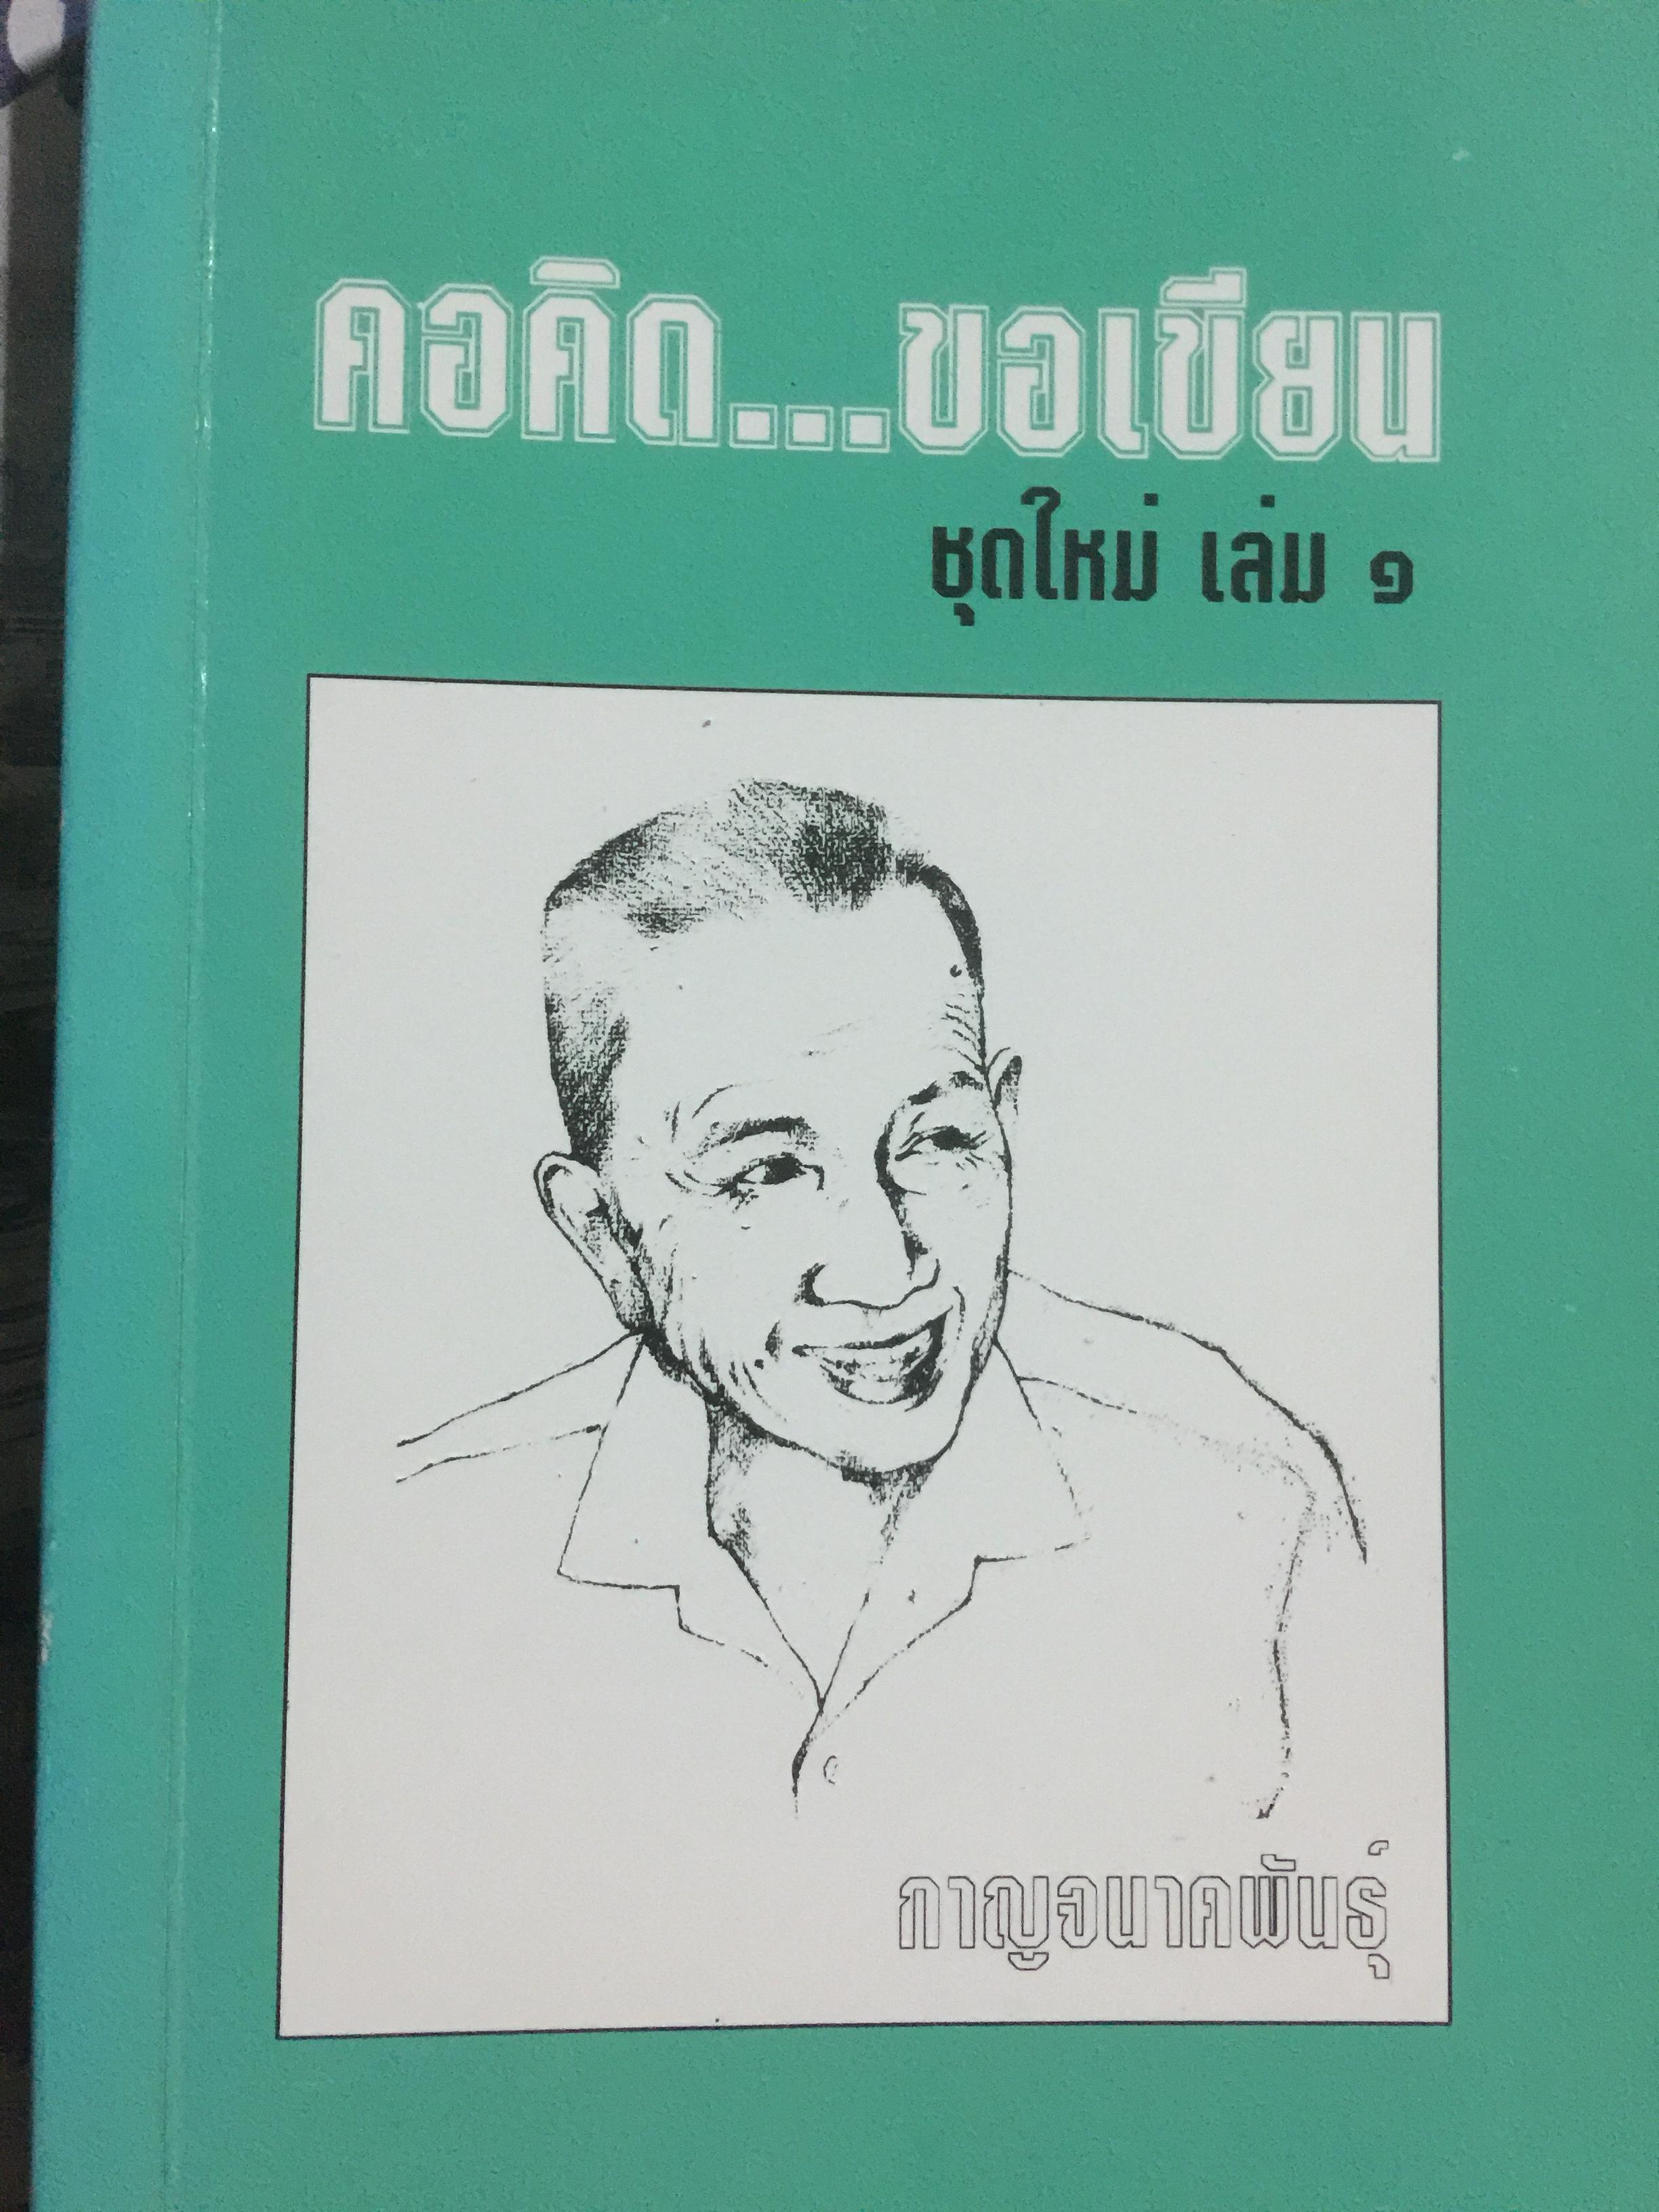 คอคิด...ขอเขียน
ชุดใหม่ เล่ม ๑
กาญจนาคพันธุ์